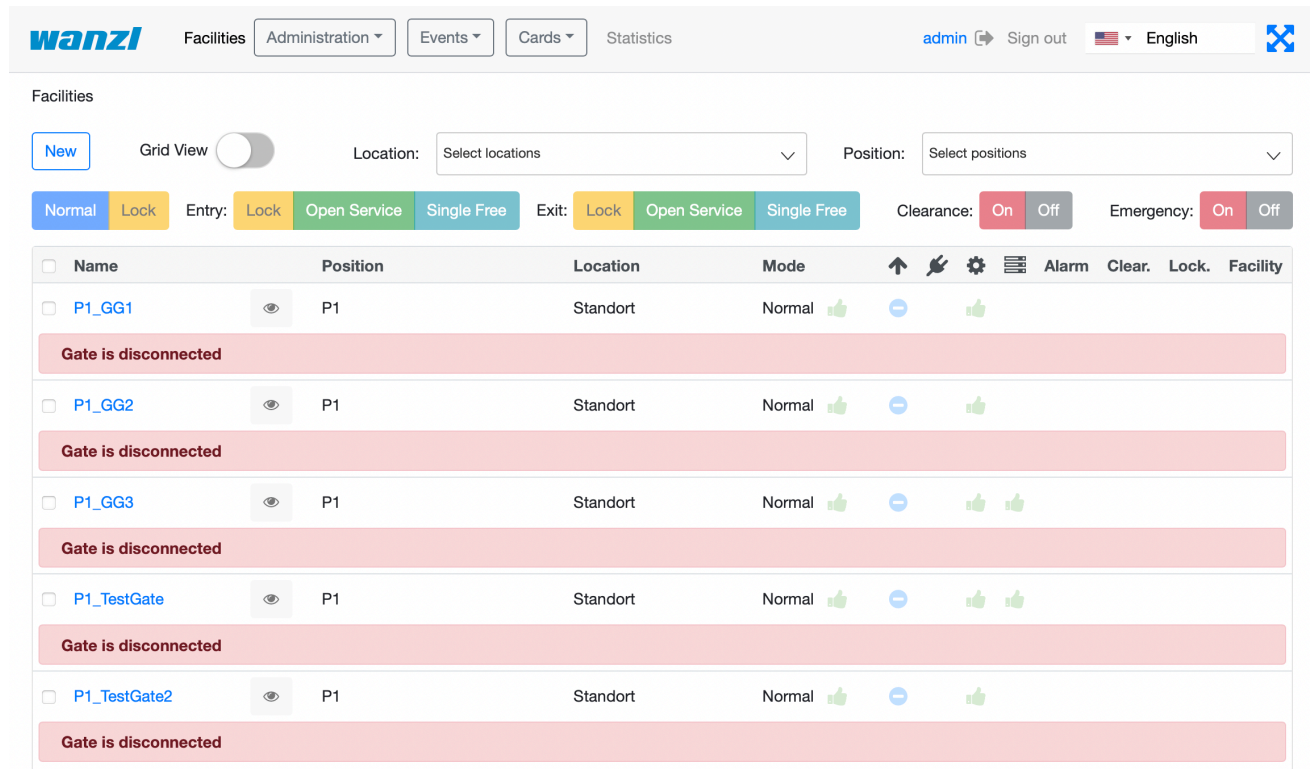 wanzl Facilities Administration Events Cards Statistics admin Sign out English
Facilities
New Grid View Location: Select locations Position: Select positions
Normal Lock Entry: Lock Open Service Single Free Exit: Lock Open Service Single Free Clearance: On Off Emergency: On Off
Name Position Location Mode Alarm Clear. Lock. Facility
P1_GG1 P1 Standort Normal
Gate is disconnected
P1_GG2 P1 Standort Normal
Gate is disconnected
P1_GG3 P1 Standort Normal
Gate is disconnected
P1_TestGate P1 Standort Normal
Gate is disconnected
P1_TestGate2 P1 Standort Normal
Gate is disconnected